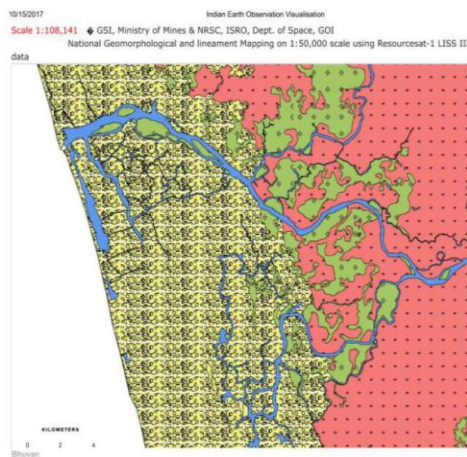 10/15/2017 Indian Earth Observation Visualisation
Scale 1:108,141 � GSI, Ministry of Mines & NRSC, ISRO, Dept. of Space, GOI
National Geomorphological and lineament Mapping on 1:50,000 scale using Resourcesat-1 LISS III
data
KILOMETERS
0 2 4
Bhuvan